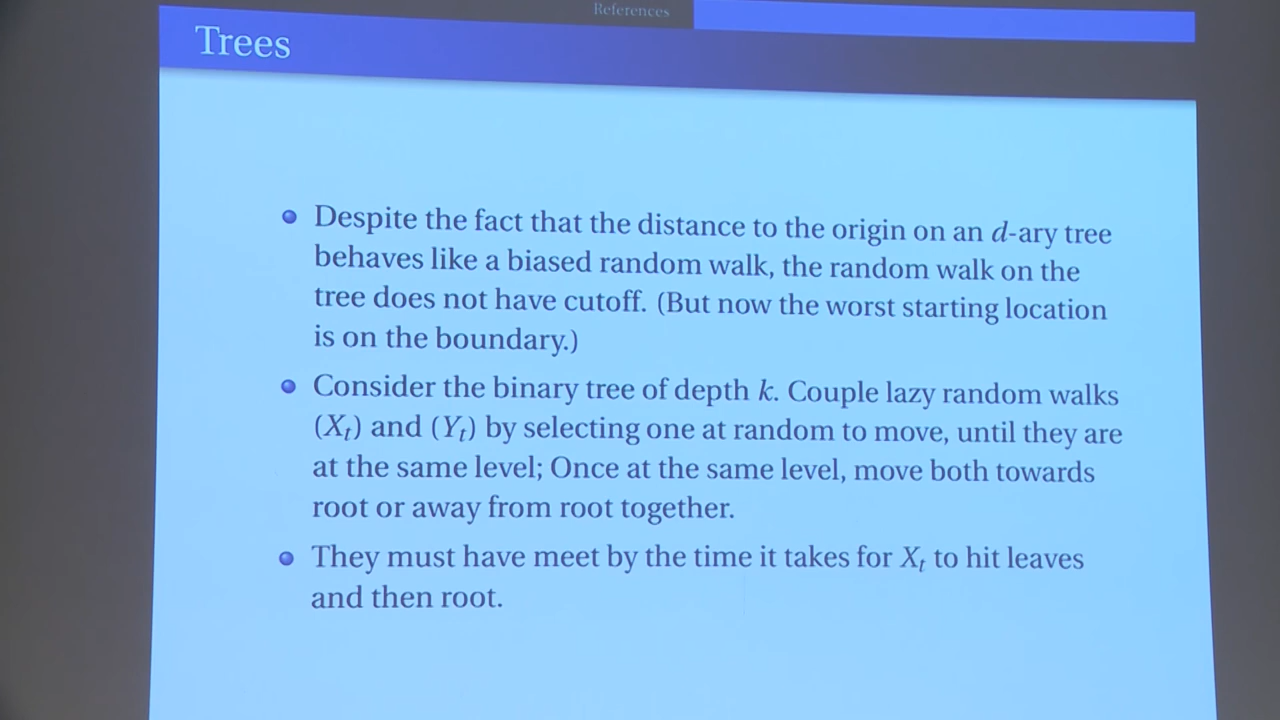 References
Trees
Despite the fact that the distance to the origin on an d-ary tree
behaves like a biased random walk, the random walk on the
tree does not have cutoff. (But now the worst starting location
is on the boundary.)
Consider the binary tree of depth k. Couple lazy random walks
(Xₜ) and (Yₜ) by selecting one at random to move, until they are
at the same level; Once at the same level, move both towards
root or away from root together.
They must have meet by the time it takes for Xₜ to hit leaves
and then root.